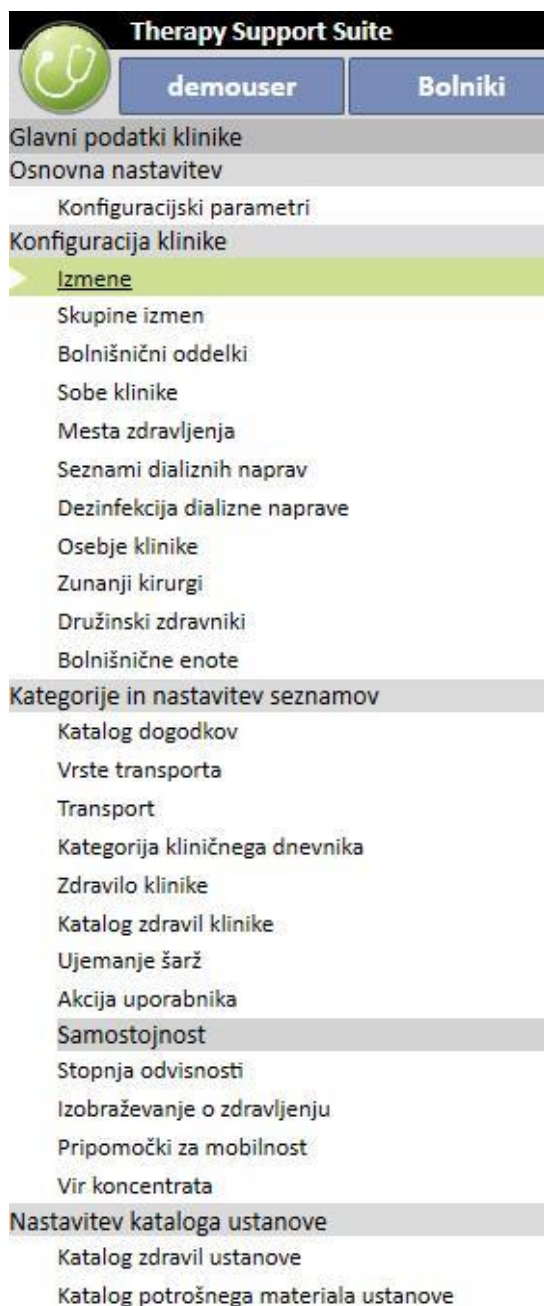 Therapy Support Suite
demouser
Bolniki
Glavni podatki klinike
Osnovna nastavitev
Konfiguracijski parametri
Konfiguracija klinike
Izmene
Skupine izmen
Bolnišnični oddelki
Sobe klinike
Mesta zdravljenja
Seznami dializnih naprav
Dezinfekcija dializne naprave
Osebje klinike
Zunanji kirurgi
Družinski zdravniki
Bolnišnične enote
Kategorije in nastavitev seznamov
Katalog dogodkov
Vrste transporta
Transport
Kategorija kliničnega dnevnika
Zdravilo klinike
Katalog zdravil klinike
Ujemanje šarž
Akcija uporabnika
Samostojnost
Stopnja odvisnosti
Izobraževanje o zdravljenju
Pripomočki za mobilnost
Vir koncentrata
Nastavitev kataloga ustanove
Katalog zdravil ustanove
Katalog potrošnega materiala ustanove